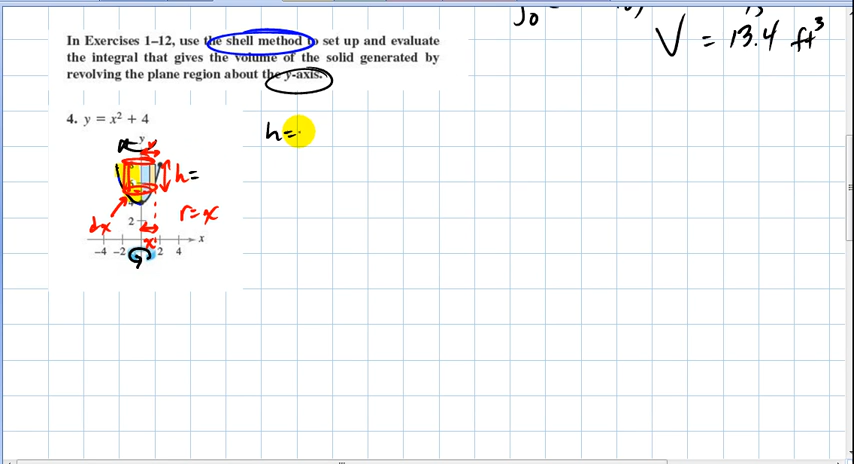 V = 13.4 ft³
In Exercises 1–12, use the shell method to set up and evaluate
the integral that gives the volume of the solid generated by
revolving the plane region about the y-axis.
4. y = x² + 4
h=
y
h=
r=x
dx
2
x
x
-4 -2 2 4